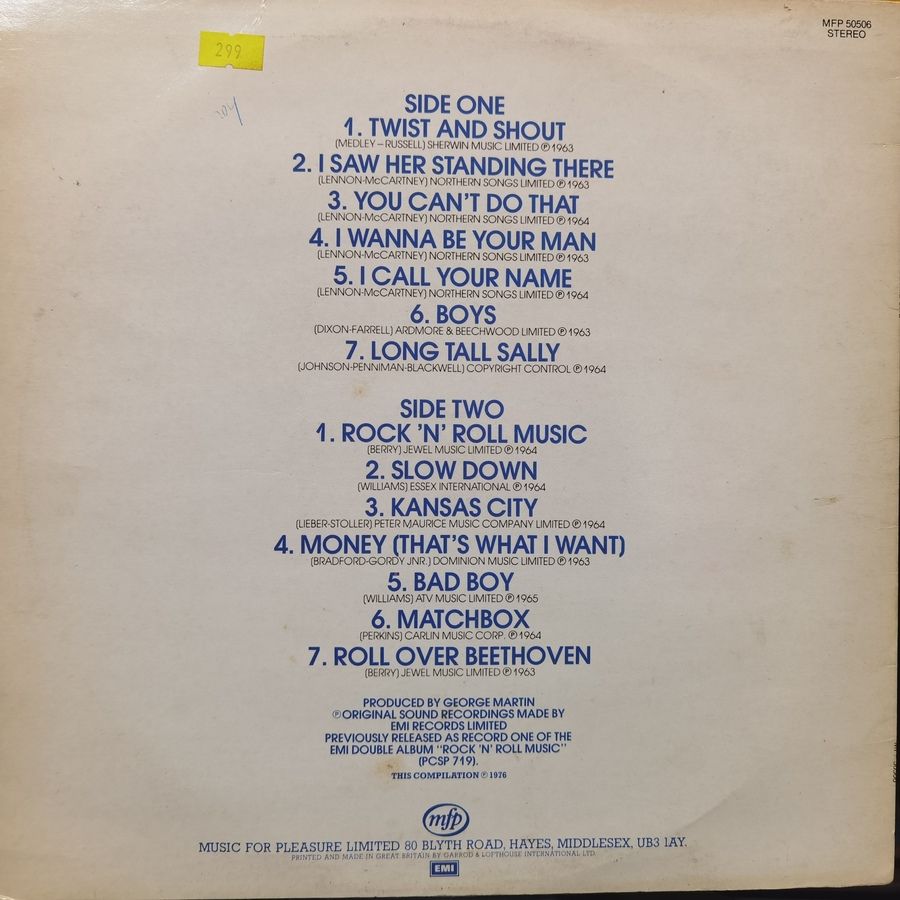 MFP 50506
STEREO
299
SIDE ONE
1. TWIST AND SHOUT
(MEDLEY – RUSSELL) SHERWIN MUSIC LIMITED ℗ 1963
2. I SAW HER STANDING THERE
(LENNON-McCARTNEY) NORTHERN SONGS LIMITED ℗ 1963
3. YOU CAN'T DO THAT
(LENNON-McCARTNEY) NORTHERN SONGS LIMITED ℗ 1964
4. I WANNA BE YOUR MAN
(LENNON-McCARTNEY) NORTHERN SONGS LIMITED ℗ 1963
5. I CALL YOUR NAME
(LENNON-McCARTNEY) NORTHERN SONGS LIMITED ℗ 1964
6. BOYS
(DIXON-FARRELL) ARDMORE & BEECHWOOD LIMITED ℗ 1963
7. LONG TALL SALLY
(JOHNSON-PENNIMAN-BLACKWELL) COPYRIGHT CONTROL ℗ 1964
SIDE TWO
1. ROCK 'N' ROLL MUSIC
(BERRY) JEWEL MUSIC LIMITED ℗ 1964
2. SLOW DOWN
(WILLIAMS) ESSEX INTERNATIONAL ℗ 1964
3. KANSAS CITY
(LIEBER-STOLLER) PETER MAURICE MUSIC COMPANY LIMITED ℗ 1964
4. MONEY (THAT'S WHAT I WANT)
(BRADFORD-GORDY JNR.) DOMINION MUSIC LIMITED ℗ 1963
5. BAD BOY
(WILLIAMS) ATV MUSIC LIMITED ℗ 1965
6. MATCHBOX
(PERKINS) CARLIN MUSIC CORP. ℗ 1964
7. ROLL OVER BEETHOVEN
(BERRY) JEWEL MUSIC LIMITED ℗ 1963
PRODUCED BY GEORGE MARTIN
℗ ORIGINAL SOUND RECORDINGS MADE BY
EMI RECORDS LIMITED
PREVIOUSLY RELEASED AS RECORD ONE OF THE
EMI DOUBLE ALBUM "ROCK 'N' ROLL MUSIC"
(PCSP 719).
THIS COMPILATION ℗ 1976
mfp
MUSIC FOR PLEASURE LIMITED 80 BLYTH ROAD, HAYES, MIDDLESEX, UB3 1AY.
PRINTED AND MADE IN GREAT BRITAIN BY GARROD & LOFTHOUSE INTERNATIONAL LTD.
EMI